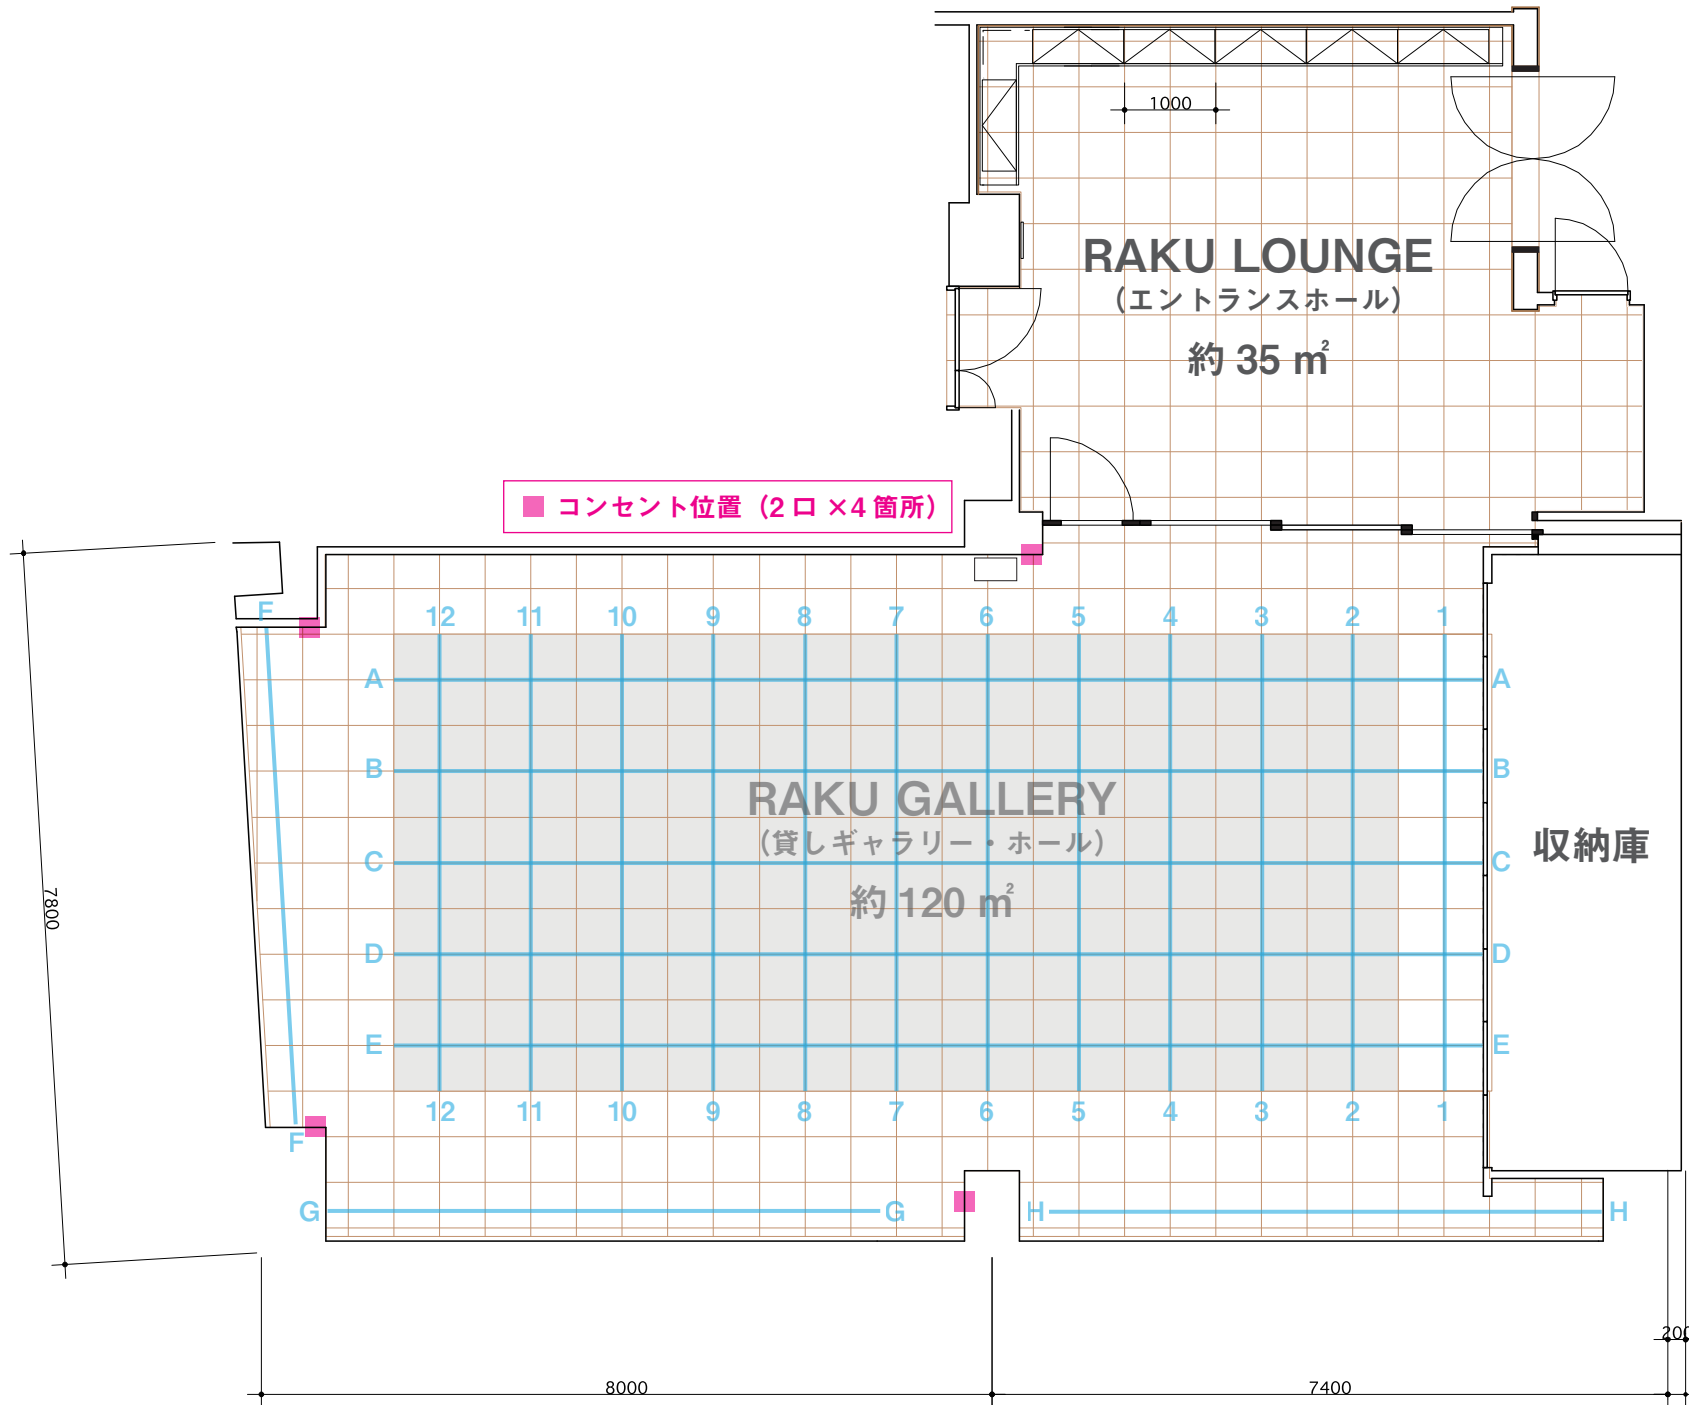 1000
RAKU LOUNGE
（エントランスホール）
約 35 ㎡
コンセント位置（2 口 ×4 箇所）
F
12 11 10 9 8 7 6 5 4 3 2 1
A A
B B
RAKU GALLERY
（貸しギャラリー・ホール）
C C
収納庫
約 120 ㎡
7800
D D
E E
12 11 10 9 8 7 6 5 4 3 2 1
F
G G H H
200
8000 7400